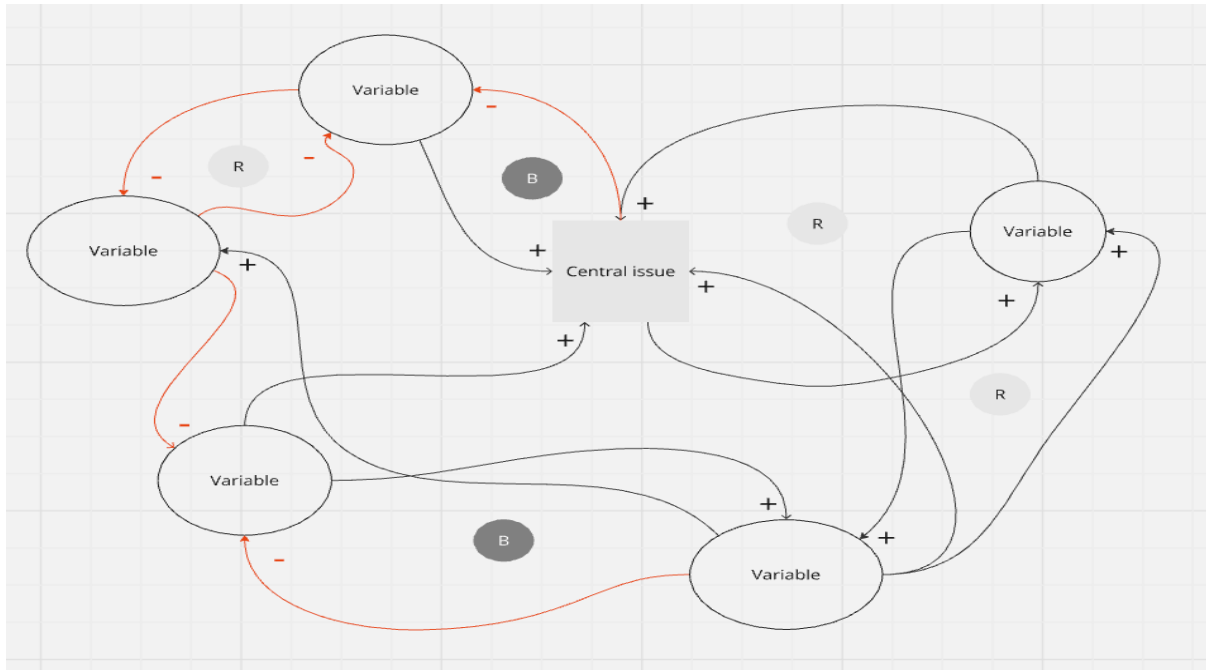 Variable
-
R
-
-
B
+
+
R
Variable
Variable
+
+
Central issue
+
+
+
R
-
Variable
+
B
+
-
Variable